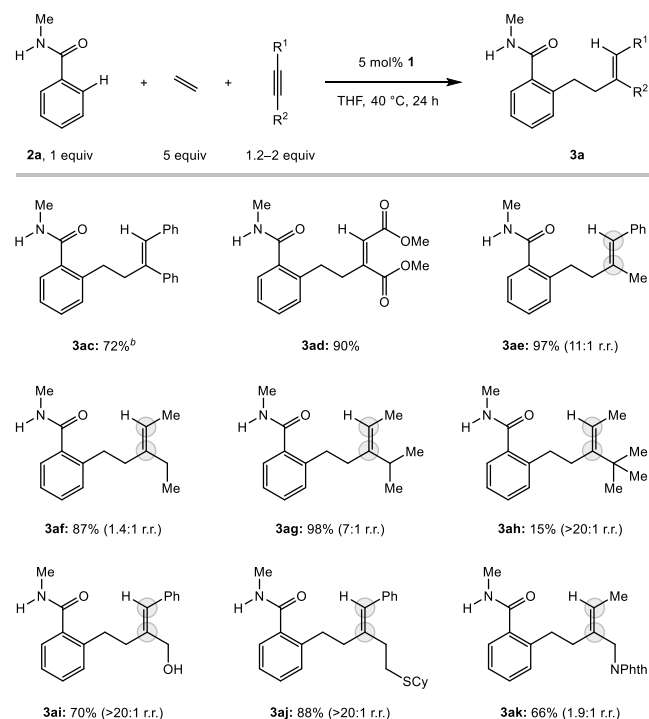 Me
N
H
O
H
+
+
R¹
R²
5 mol% 1
THF, 40 °C, 24 h
Me
N
H
O
H
R¹
R²
2a, 1 equiv
5 equiv
1.2–2 equiv
3a
Me
N
H
O
H
Ph
Ph
3ac: 72%ᵇ
Me
N
H
O
H
O
OMe
OMe
O
3ad: 90%
Me
N
H
O
H
Ph
Me
3ae: 97% (11:1 r.r.)
Me
N
H
O
H
Me
Me
3af: 87% (1.4:1 r.r.)
Me
N
H
O
H
Me
Me
Me
3ag: 98% (7:1 r.r.)
Me
N
H
O
H
Me
Me
Me
Me
3ah: 15% (>20:1 r.r.)
Me
N
H
O
H
Ph
OH
3ai: 70% (>20:1 r.r.)
Me
N
H
O
H
Ph
SCy
3aj: 88% (>20:1 r.r.)
Me
N
H
O
H
Me
NPhth
3ak: 66% (1.9:1 r.r.)